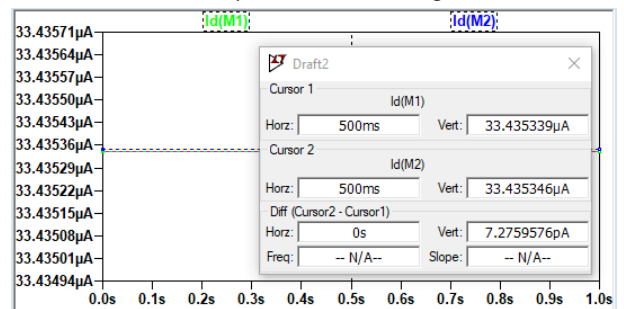 Id(M1) Id(M2)
33.43571µA
33.43564µA
33.43557µA
33.43550µA
33.43543µA
33.43536µA
33.43529µA
33.43522µA
33.43515µA
33.43508µA
33.43501µA
33.43494µA
Draft2
Cursor 1
Id(M1)
Horz: 500ms Vert: 33.435339µA
Cursor 2
Id(M2)
Horz: 500ms Vert: 33.435346µA
Diff (Cursor2 - Cursor1)
Horz: 0s Vert: 7.2759576pA
Freq: -- N/A-- Slope: -- N/A--
0.0s 0.1s 0.2s 0.3s 0.4s 0.5s 0.6s 0.7s 0.8s 0.9s 1.0s